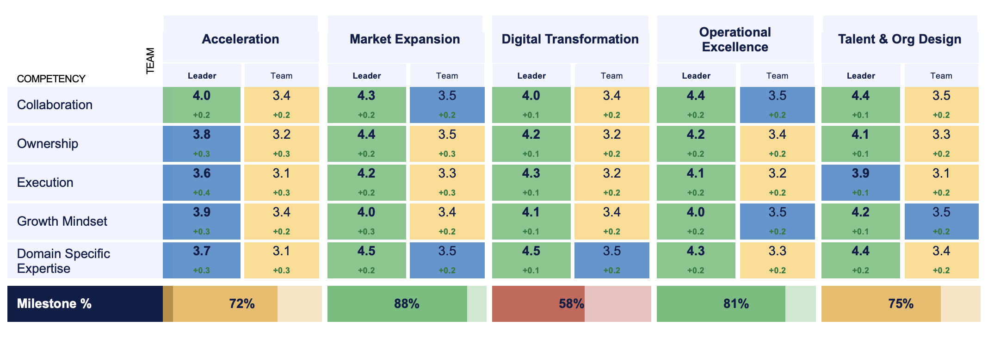 Acceleration
Market Expansion
Digital Transformation
Operational
Excellence
Talent & Org Design
TEAM
COMPETENCY
Leader Team Leader Team Leader Team Leader Team Leader Team
Collaboration
4.0 3.4 4.3 3.5 4.0 3.4 4.4 3.5 4.4 3.5
+0.2 +0.2 +0.2 +0.2 +0.1 +0.2 +0.2 +0.2 +0.1 +0.2
Ownership
3.8 3.2 4.4 3.5 4.2 3.2 4.2 3.4 4.1 3.3
+0.3 +0.3 +0.2 +0.3 +0.1 +0.2 +0.2 +0.2 +0.1 +0.2
Execution
3.6 3.1 4.2 3.3 4.3 3.2 4.1 3.2 3.9 3.1
+0.4 +0.3 +0.2 +0.3 +0.1 +0.2 +0.2 +0.2 +0.1 +0.2
Growth Mindset
3.9 3.4 4.0 3.4 4.1 3.4 4.0 3.5 4.2 3.5
+0.3 +0.2 +0.3 +0.2 +0.1 +0.2 +0.2 +0.2 +0.1 +0.2
Domain Specific
Expertise
3.7 3.1 4.5 3.5 4.5 3.5 4.3 3.3 4.4 3.4
+0.3 +0.3 +0.2 +0.2 +0.1 +0.2 +0.2 +0.2 +0.2 +0.2
Milestone % 72% 88% 58% 81% 75%